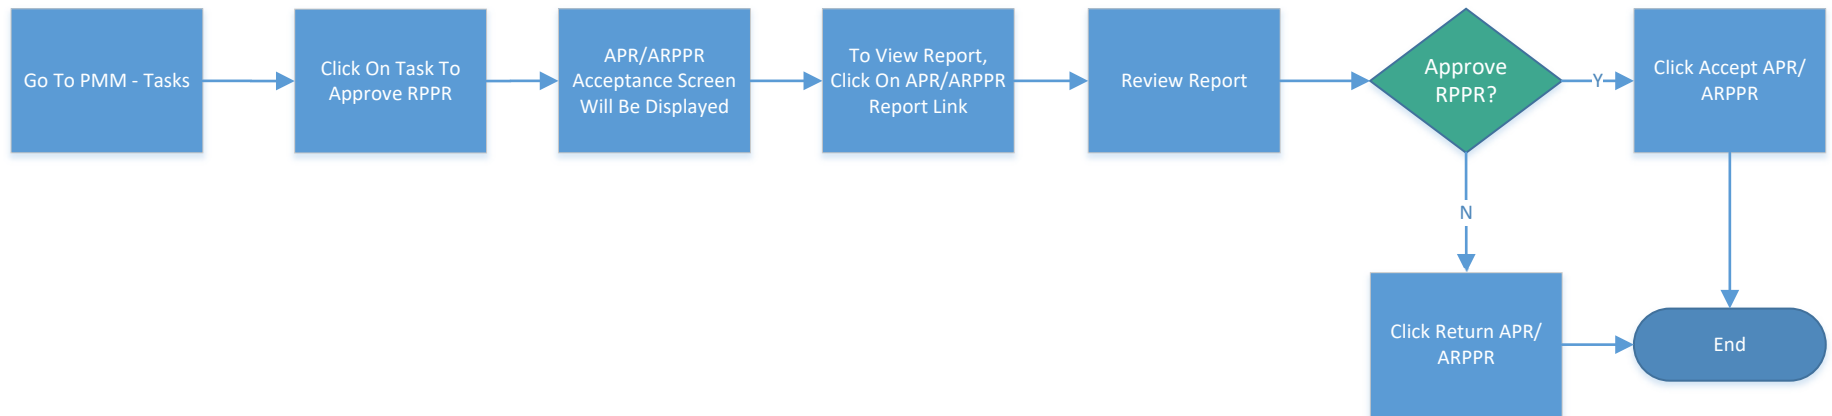 Go To PMM - Tasks
Click On Task To
Approve RPPR
APR/ARPPR
Acceptance Screen
Will Be Displayed
To View Report,
Click On APR/ARPPR
Report Link
Review Report
Approve
RPPR?
Y
Click Accept APR/
ARPPR
N
Click Return APR/
ARPPR
End